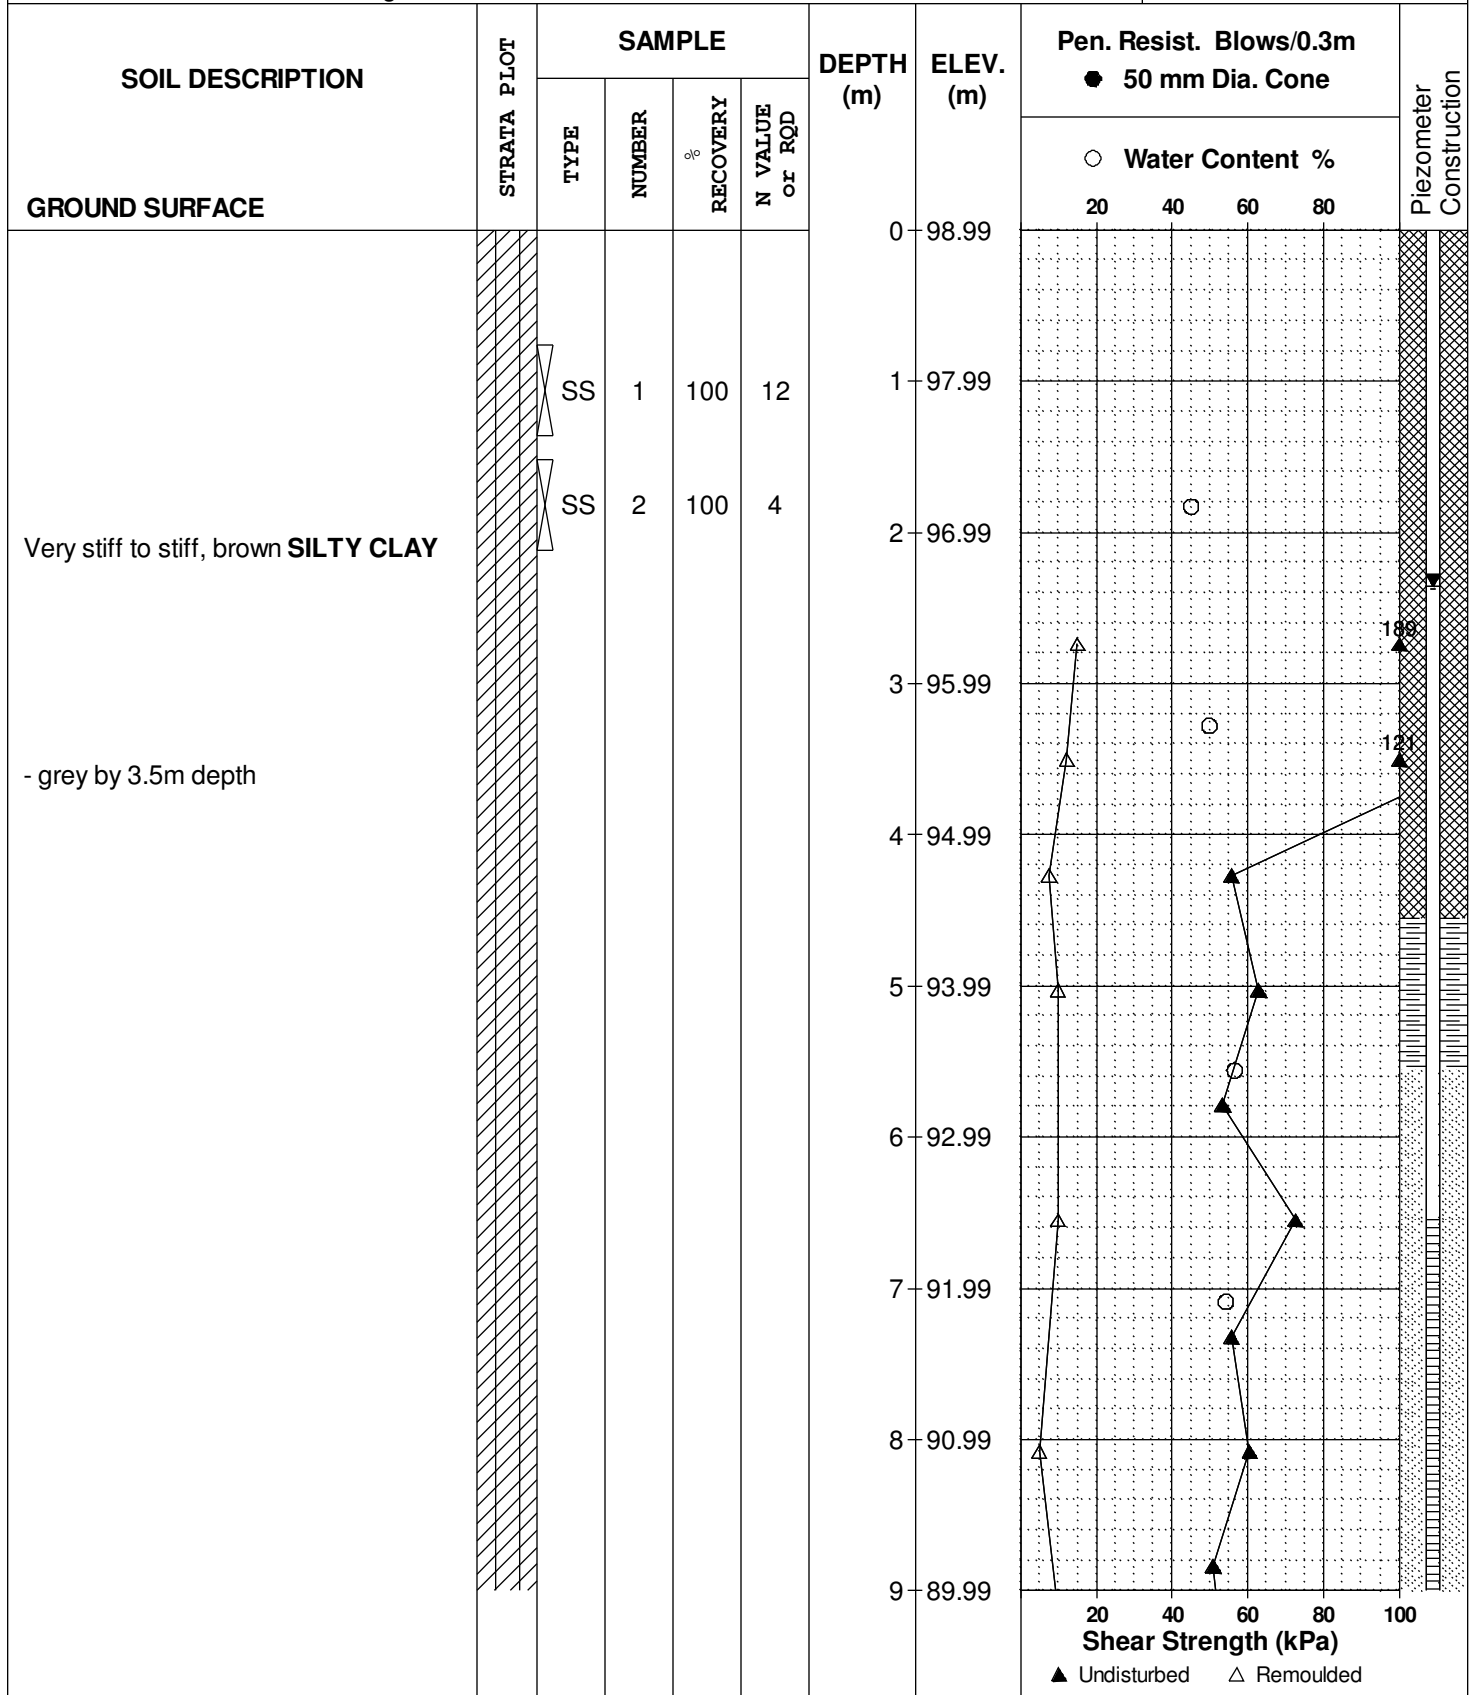 SOIL DESCRIPTION
GROUND SURFACE
STRATA PLOT
SAMPLE
TYPE
NUMBER
%
RECOVERY
N VALUE
or RQD
DEPTH
(m)
ELEV.
(m)
Pen. Resist. Blows/0.3m
● 50 mm Dia. Cone
○ Water Content %
20 40 60 80
Piezometer
Construction
0 98.99
SS 1 100 12
1 97.99
SS 2 100 4
2 96.99
Very stiff to stiff, brown SILTY CLAY
189
3 95.99
121
- grey by 3.5m depth
4 94.99
5 93.99
6 92.99
7 91.99
8 90.99
9 89.99
20 40 60 80 100
Shear Strength (kPa)
▲ Undisturbed △ Remoulded